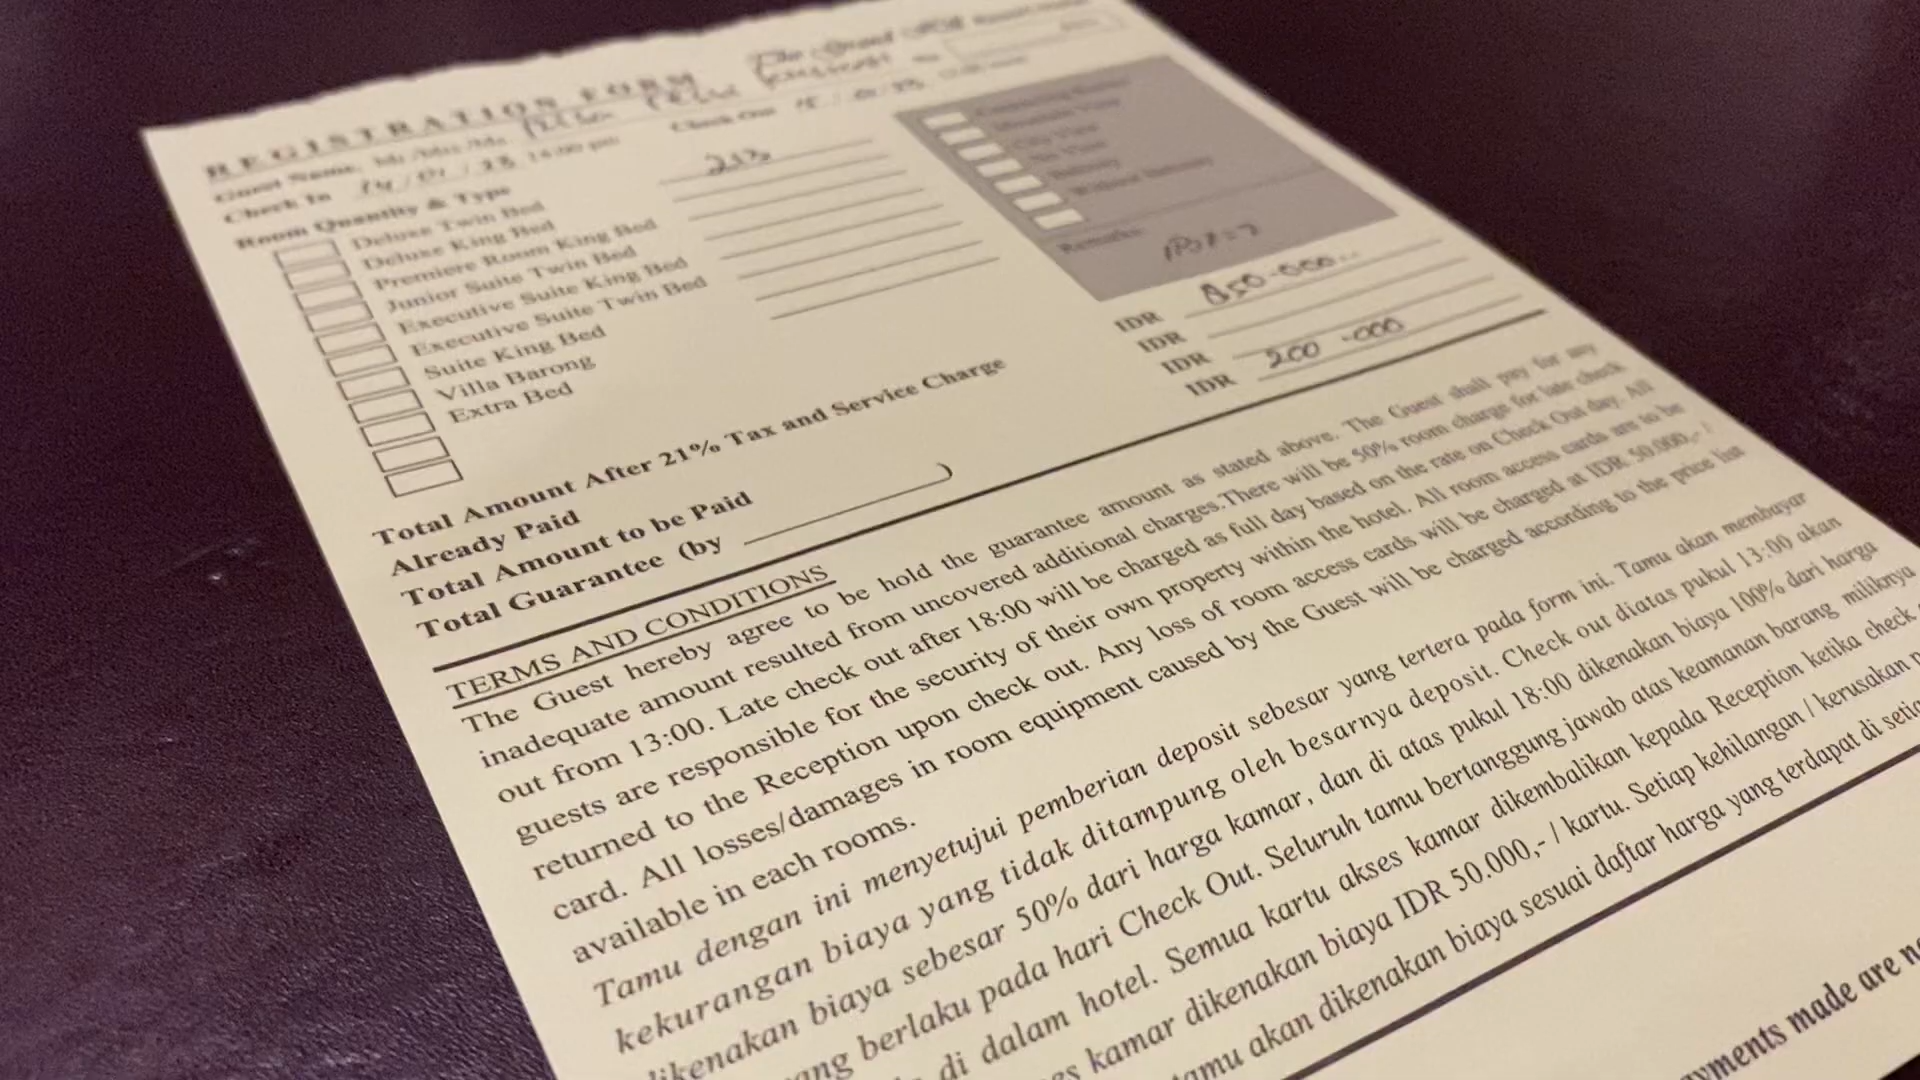 REGISTRATION FORM
Guest Name Mr/Mrs/Ms
Check In 14 / 01 / 23 14:00 pm Check Out
Room Quantity & Type
Deluxe Twin Bed 213
Deluxe King Bed
Premiere Room King Bed
Junior Suite Twin Bed
Executive Suite King Bed
Executive Suite Twin Bed
Suite King Bed
Villa Barong
Extra Bed
City View
Balcony
Without Balcony
Remarks:
Total Amount After 21% Tax and Service Charge IDR 850.000
Already Paid IDR
Total Amount to be Paid IDR 200.000
Total Guarantee (by ) IDR
TERMS AND CONDITIONS
The Guest hereby agree to be hold the guarantee amount as stated above. The Guest shall pay for any
inadequate amount resulted from uncovered additional charges.There will be 50% room charge for late check
out from 13:00. Late check out after 18:00 will be charged as full day based on the rate on Check Out day. All
guests are responsible for the security of their own property within the hotel. All room access cards are to be
returned to the Reception upon check out. Any loss of room access cards will be charged at IDR 50.000,- /
card. All losses/damages in room equipment caused by the Guest will be charged according to the price list
available in each rooms.
Tamu dengan ini menyetujui pemberian deposit sebesar yang tertera pada form ini. Tamu akan membayar
kekurangan biaya yang tidak ditampung oleh besarnya deposit. Check out diatas pukul 13:00 akan
dikenakan biaya sebesar 50% dari harga kamar, dan di atas pukul 18:00 dikenakan biaya 100% dari harga
berlaku pada hari Check Out. Seluruh tamu bertanggung jawab atas keamanan barang miliknya
di dalam hotel. Semua kartu akses kamar dikembalikan kepada Reception ketika check
kamar dikenakan biaya IDR 50.000,- / kartu. Setiap kehilangan / kerusakan
tamu akan dikenakan biaya sesuai daftar harga yang terdapat di
made are